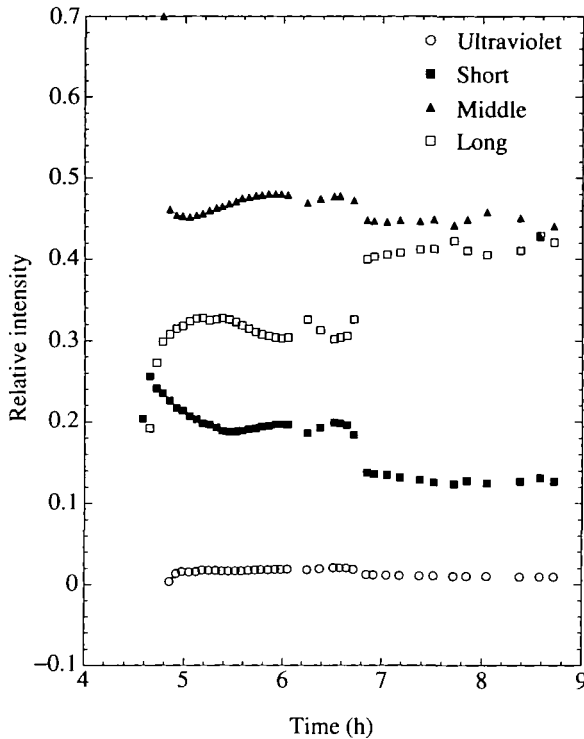 0.7
0.6
0.5
0.4
0.3
0.2
0.1
0
−0.1
Relative intensity
Ultraviolet
Short
Middle
Long
4 5 6 7 8 9
Time (h)